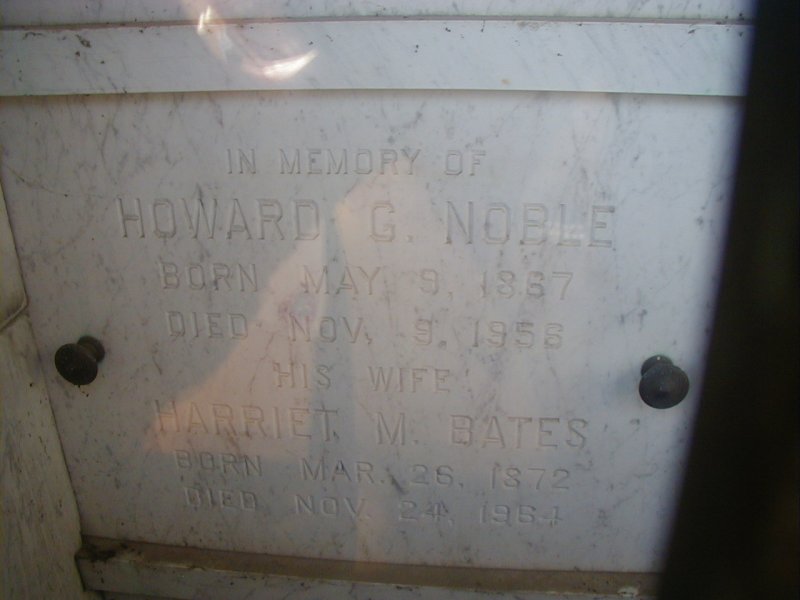 IN MEMORY OF
HOWARD G. NOBLE
BORN MAY 9, 1867
DIED NOV. 9, 1956
HIS WIFE
HARRIET M. BATES
BORN MAR. 26, 1872
DIED NOV. 24, 1964